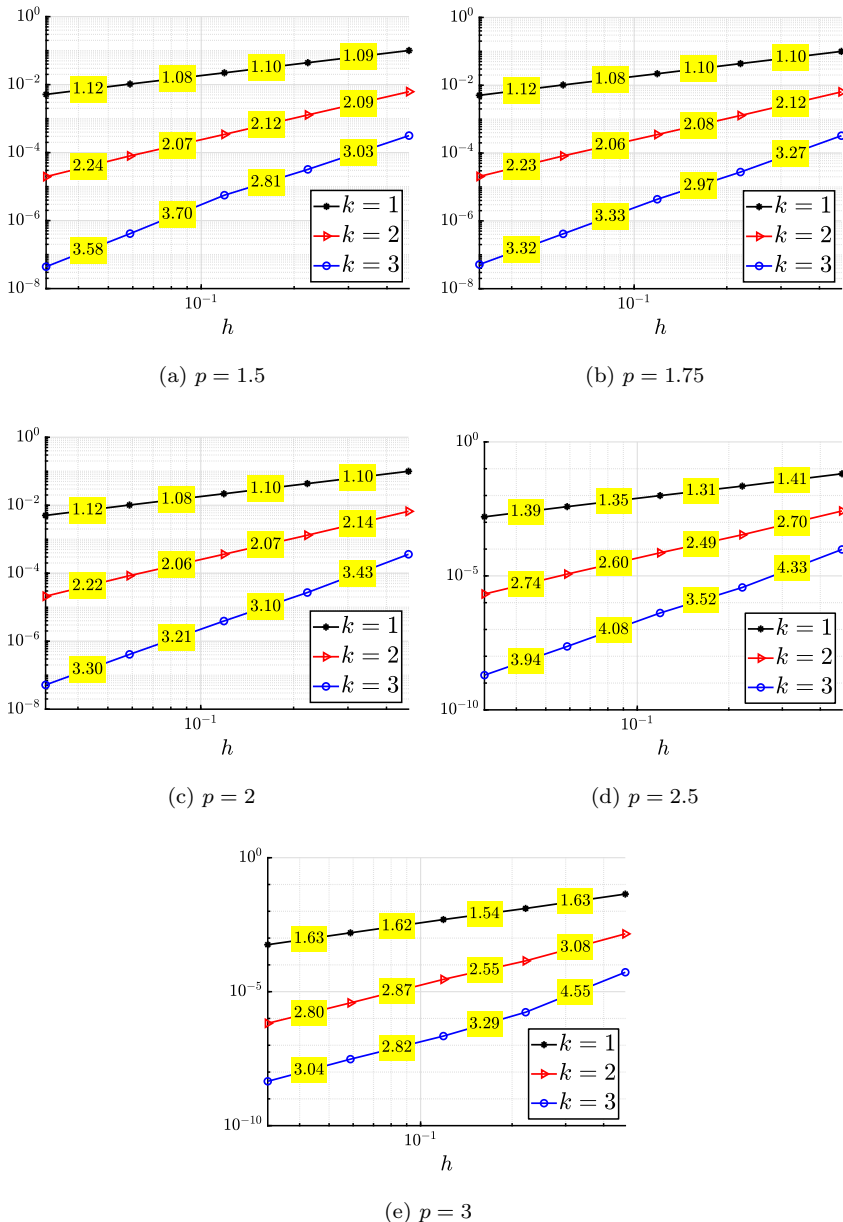 10^0
10^-2
10^-4
10^-6
10^-8
1.12 1.08 1.10 1.09
2.24 2.07 2.12 2.09
3.58 3.70 2.81 3.03
k = 1
k = 2
k = 3
10^-1
h
(a) p = 1.5
10^0
10^-2
10^-4
10^-6
10^-8
1.12 1.08 1.10 1.10
2.23 2.06 2.08 2.12
3.32 3.33 2.97 3.27
k = 1
k = 2
k = 3
10^-1
h
(b) p = 1.75
10^0
10^-2
10^-4
10^-6
10^-8
1.12 1.08 1.10 1.10
2.22 2.06 2.07 2.14
3.30 3.21 3.10 3.43
k = 1
k = 2
k = 3
10^-1
h
(c) p = 2
10^0
10^-5
10^-10
1.39 1.35 1.31 1.41
2.74 2.60 2.49 2.70
3.94 4.08 3.52 4.33
k = 1
k = 2
k = 3
10^-1
h
(d) p = 2.5
10^0
10^-5
10^-10
1.63 1.62 1.54 1.63
2.80 2.87 2.55 3.08
3.04 2.82 3.29 4.55
k = 1
k = 2
k = 3
10^-1
h
(e) p = 3